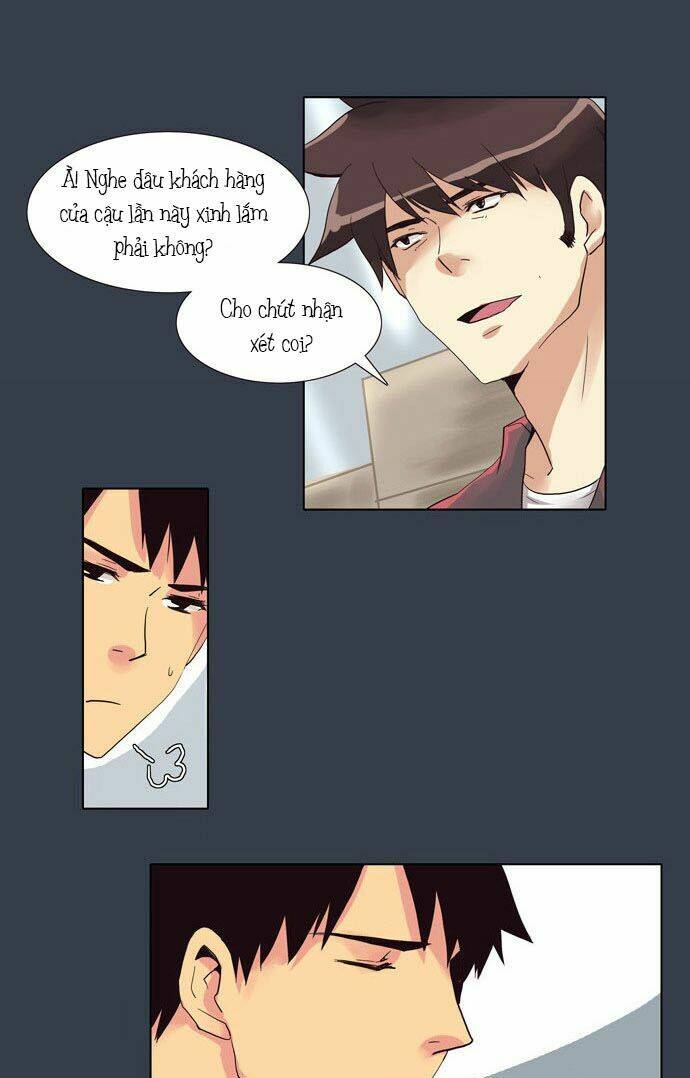 À! Nghe đâu khách hàng
của cậu lần này xinh lắm
phải không?
Cho chút nhận
xét coi?